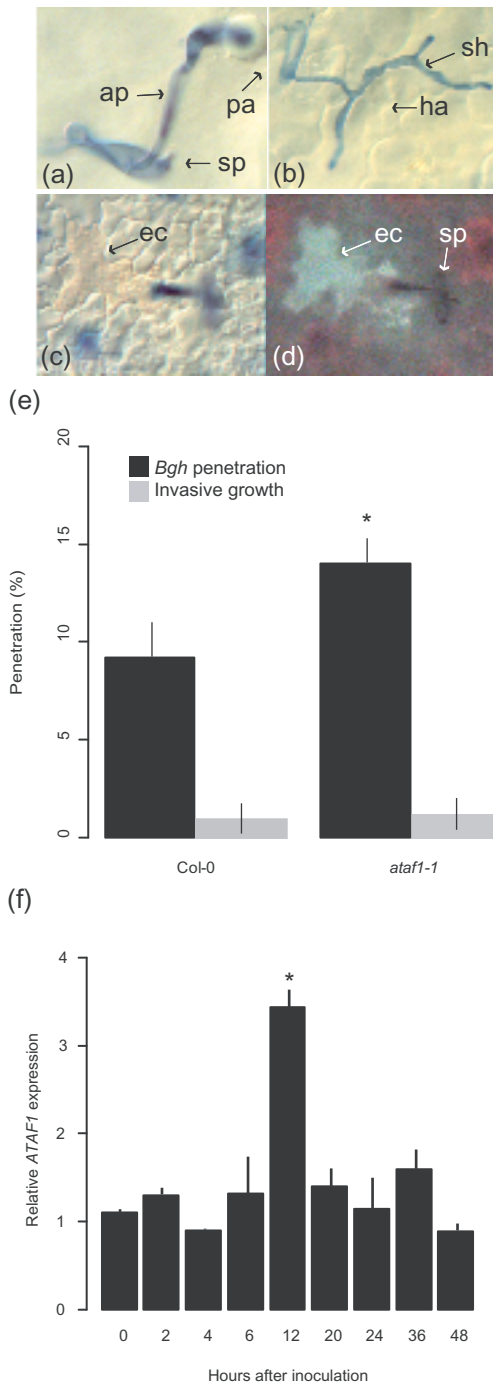 ap
pa
sh
ha
sp
(a)
(b)
ec
ec
sp
(c)
(d)
(e)
20
15
10
5
0
Penetration (%)
Bgh penetration
Invasive growth
*
Col-0
ataf1-1
(f)
4
3
2
1
0
Relative ATAF1 expression
*
0 2 4 6 12 20 24 36 48
Hours after inoculation